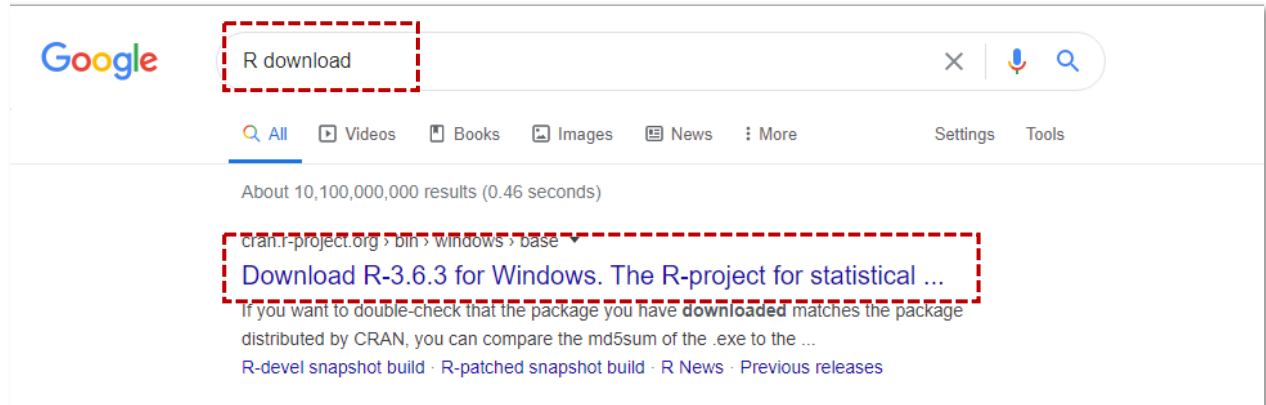 Google
R download
All Videos Books Images News More Settings Tools
About 10,100,000,000 results (0.46 seconds)
cran.r-project.org › bin › windows › base
Download R-3.6.3 for Windows. The R-project for statistical ...
If you want to double-check that the package you have downloaded matches the package
distributed by CRAN, you can compare the md5sum of the .exe to the ...
R-devel snapshot build · R-patched snapshot build · R News · Previous releases